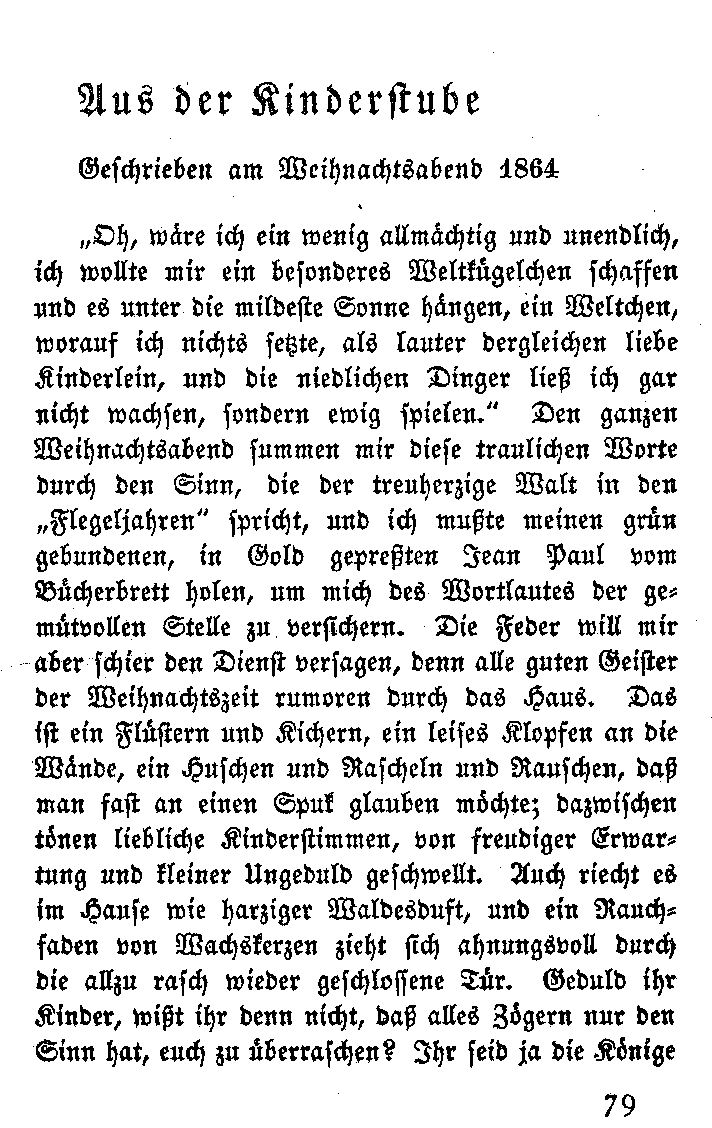 Aus der Kinderstube
Geschrieben am Weihnachtsabend 1864
„Oh, wäre ich ein wenig allmächtig und unendlich,
ich wollte mir ein besonderes Weltkügelchen schaffen
und es unter die mildeste Sonne hängen, ein Weltchen,
worauf ich nichts setzte, als lauter dergleichen liebe
Kinderlein, und die niedlichen Dinger ließ ich gar
nicht wachsen, sondern ewig spielen.“ Den ganzen
Weihnachtsabend summen mir diese traulichen Worte
durch den Sinn, die der treuherzige Walt in den
„Flegeljahren“ spricht, und ich mußte meinen grün
gebundenen, in Gold gepreßten Jean Paul vom
Bücherbrett holen, um mich des Wortlautes der ge-
mütvollen Stelle zu versichern. Die Feder will mir
aber schier den Dienst versagen, denn alle guten Geister
der Weihnachtszeit rumoren durch das Haus. Das
ist ein Flüstern und Kichern, ein leises Klopfen an die
Wände, ein Huschen und Rascheln und Rauschen, daß
man fast an einen Spuk glauben möchte; dazwischen
tönen liebliche Kinderstimmen, von freudiger Erwar-
tung und kleiner Ungeduld geschwellt. Auch riecht es
im Hause wie harziger Waldesduft, und ein Rauch-
faden von Wachskerzen zieht sich ahnungsvoll durch
die allzu rasch wieder geschlossene Tür. Geduld ihr
Kinder, wißt ihr denn nicht, daß alles Zögern nur den
Sinn hat, euch zu überraschen? Ihr seid ja die Könige
79